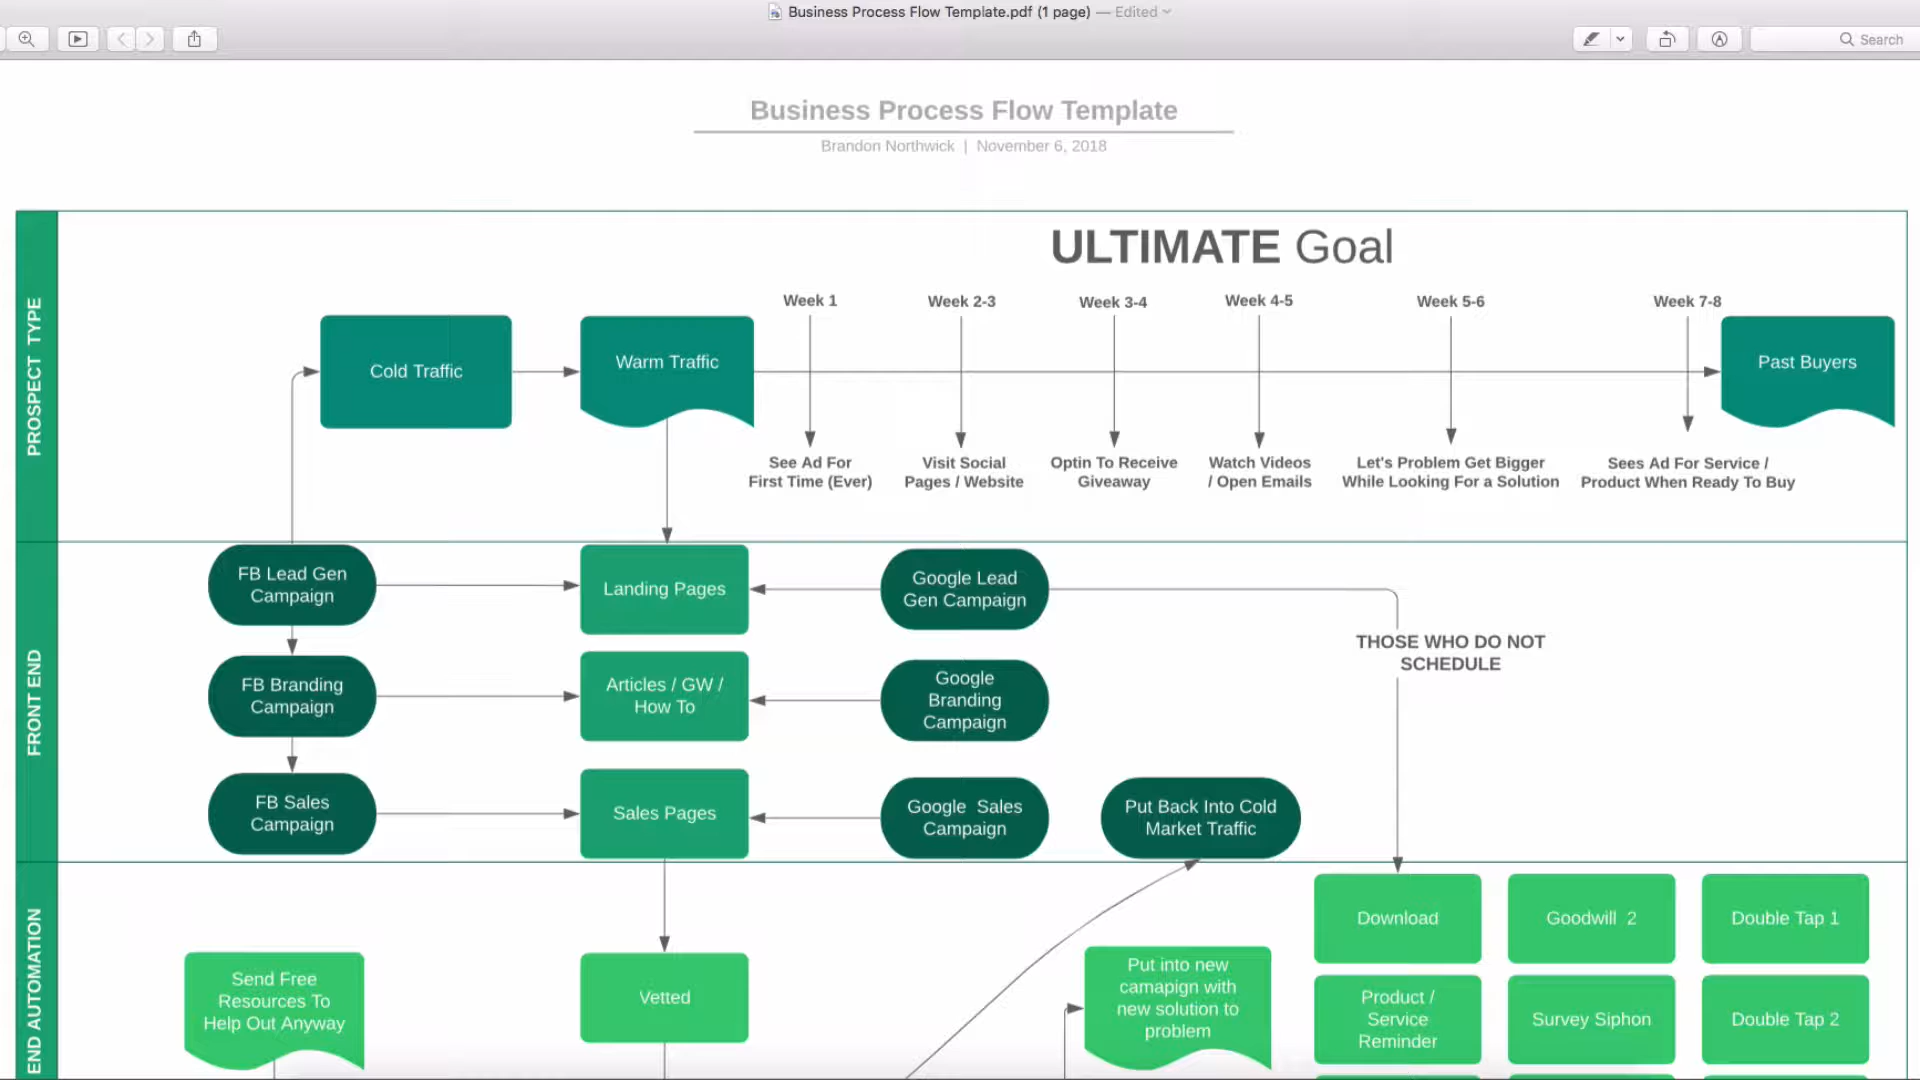 Business Process Flow Template.pdf (1 page) — Edited
Search
Business Process Flow Template
Brandon Northwick | November 6, 2018
PROSPECT TYPE
ULTIMATE Goal
Week 1
Week 2-3
Week 3-4
Week 4-5
Week 5-6
Week 7-8
Cold Traffic
Warm Traffic
Past Buyers
See Ad For
First Time (Ever)
Visit Social
Pages / Website
Optin To Receive
Giveaway
Watch Videos
/ Open Emails
Let's Problem Get Bigger
While Looking For a Solution
Sees Ad For Service /
Product When Ready To Buy
FRONT END
FB Lead Gen
Campaign
Landing Pages
Google Lead
Gen Campaign
THOSE WHO DO NOT
SCHEDULE
FB Branding
Campaign
Articles / GW /
How To
Google
Branding
Campaign
FB Sales
Campaign
Sales Pages
Google Sales
Campaign
Put Back Into Cold
Market Traffic
END AUTOMATION
Send Free
Resources To
Help Out Anyway
Vetted
Put into new
camapign with
new solution to
problem
Download
Goodwill 2
Double Tap 1
Product /
Service
Reminder
Survey Siphon
Double Tap 2